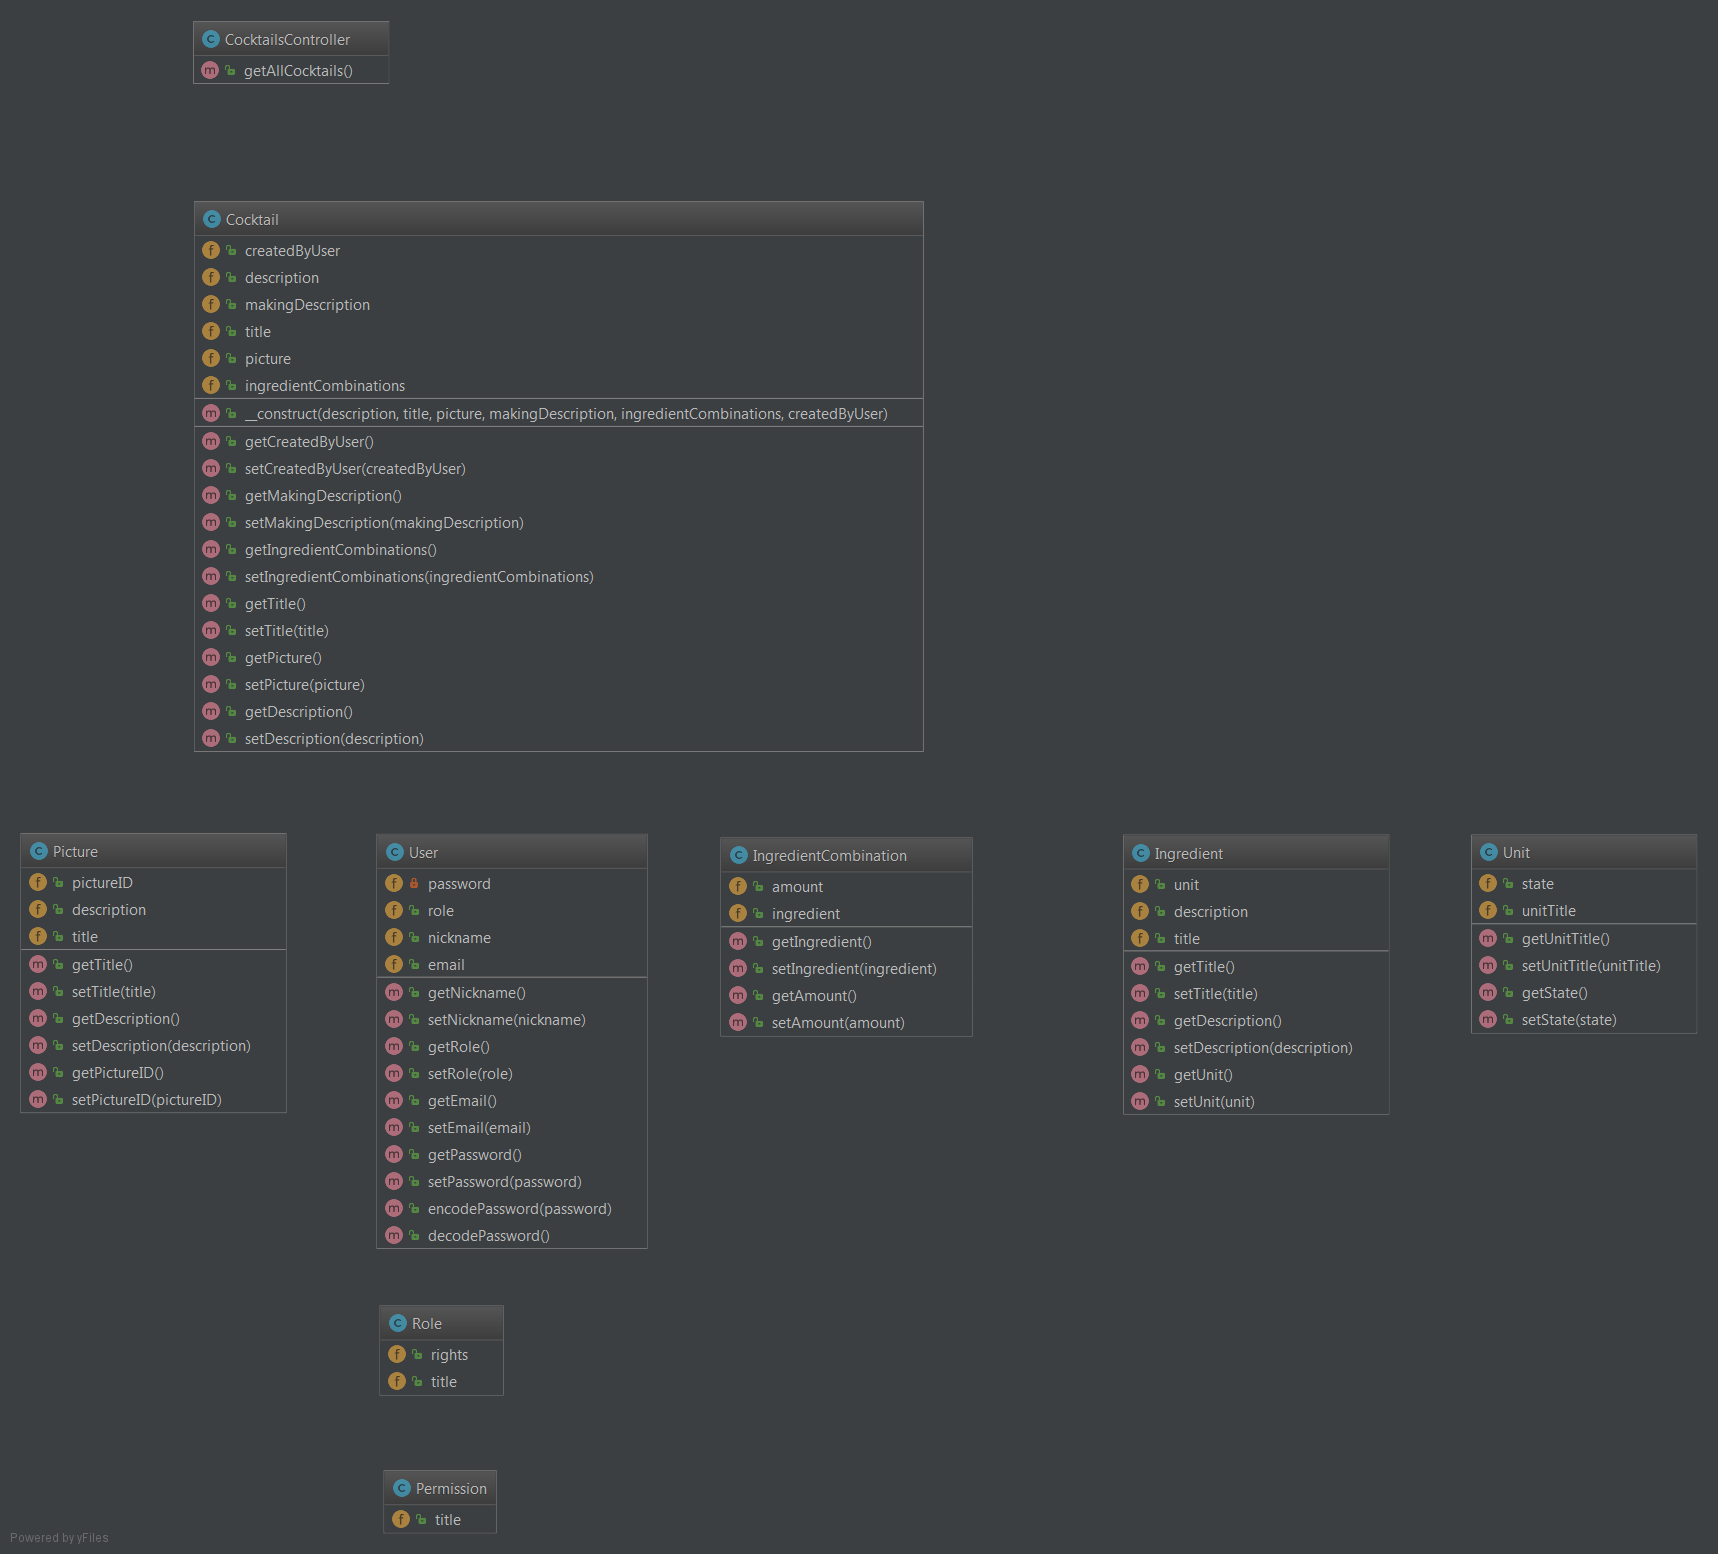 CocktailsController
getAllCocktails()
Cocktail
createdByUser
description
makingDescription
title
picture
ingredientCombinations
__construct(description, title, picture, makingDescription, ingredientCombinations, createdByUser)
getCreatedByUser()
setCreatedByUser(createdByUser)
getMakingDescription()
setMakingDescription(makingDescription)
getIngredientCombinations()
setIngredientCombinations(ingredientCombinations)
getTitle()
setTitle(title)
getPicture()
setPicture(picture)
getDescription()
setDescription(description)
Picture
pictureID
description
title
getTitle()
setTitle(title)
getDescription()
setDescription(description)
getPictureID()
setPictureID(pictureID)
User
password
role
nickname
email
getNickname()
setNickname(nickname)
getRole()
setRole(role)
getEmail()
setEmail(email)
getPassword()
setPassword(password)
encodePassword(password)
decodePassword()
IngredientCombination
amount
ingredient
getIngredient()
setIngredient(ingredient)
getAmount()
setAmount(amount)
Ingredient
unit
description
title
getTitle()
setTitle(title)
getDescription()
setDescription(description)
getUnit()
setUnit(unit)
Unit
state
unitTitle
getUnitTitle()
setUnitTitle(unitTitle)
getState()
setState(state)
Role
rights
title
Permission
title
Powered by yFiles